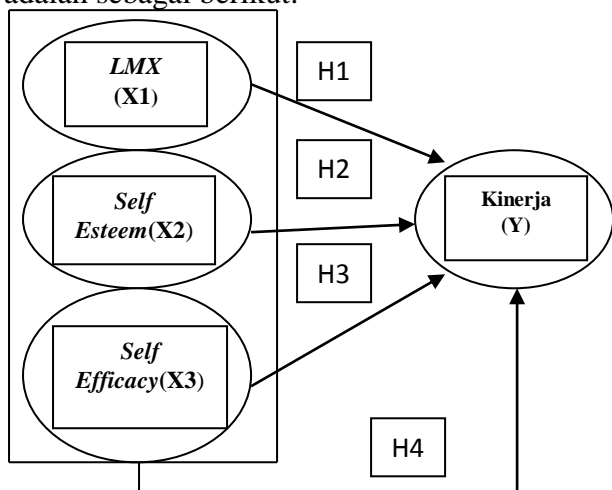 adalah sebagai berikut:
LMX
(X1)
H1
H2
Self
Esteem(X2)
Kinerja
(Y)
H3
Self
Efficacy(X3)
H4